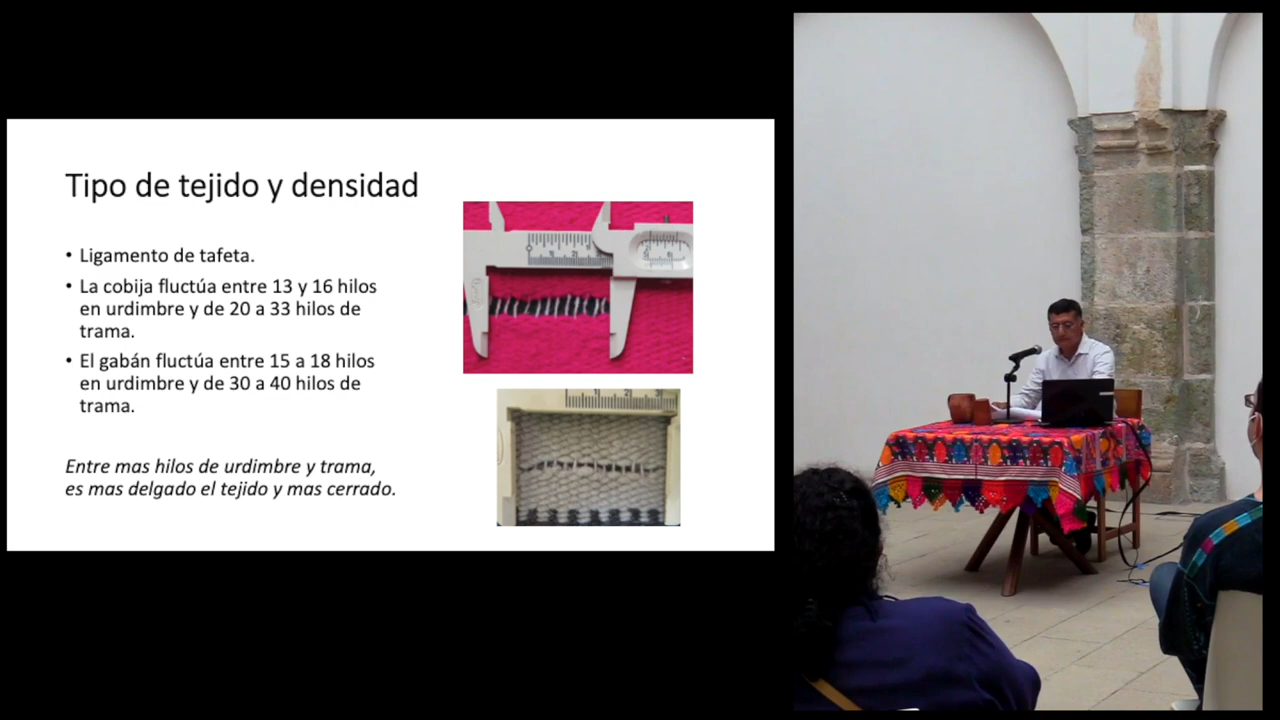 Tipo de tejido y densidad
• Ligamento de tafeta.
• La cobija fluctúa entre 13 y 16 hilos
en urdimbre y de 20 a 33 hilos de
trama.
• El gabán fluctúa entre 15 a 18 hilos
en urdimbre y de 30 a 40 hilos de
trama.
Entre mas hilos de urdimbre y trama,
es mas delgado el tejido y mas cerrado.